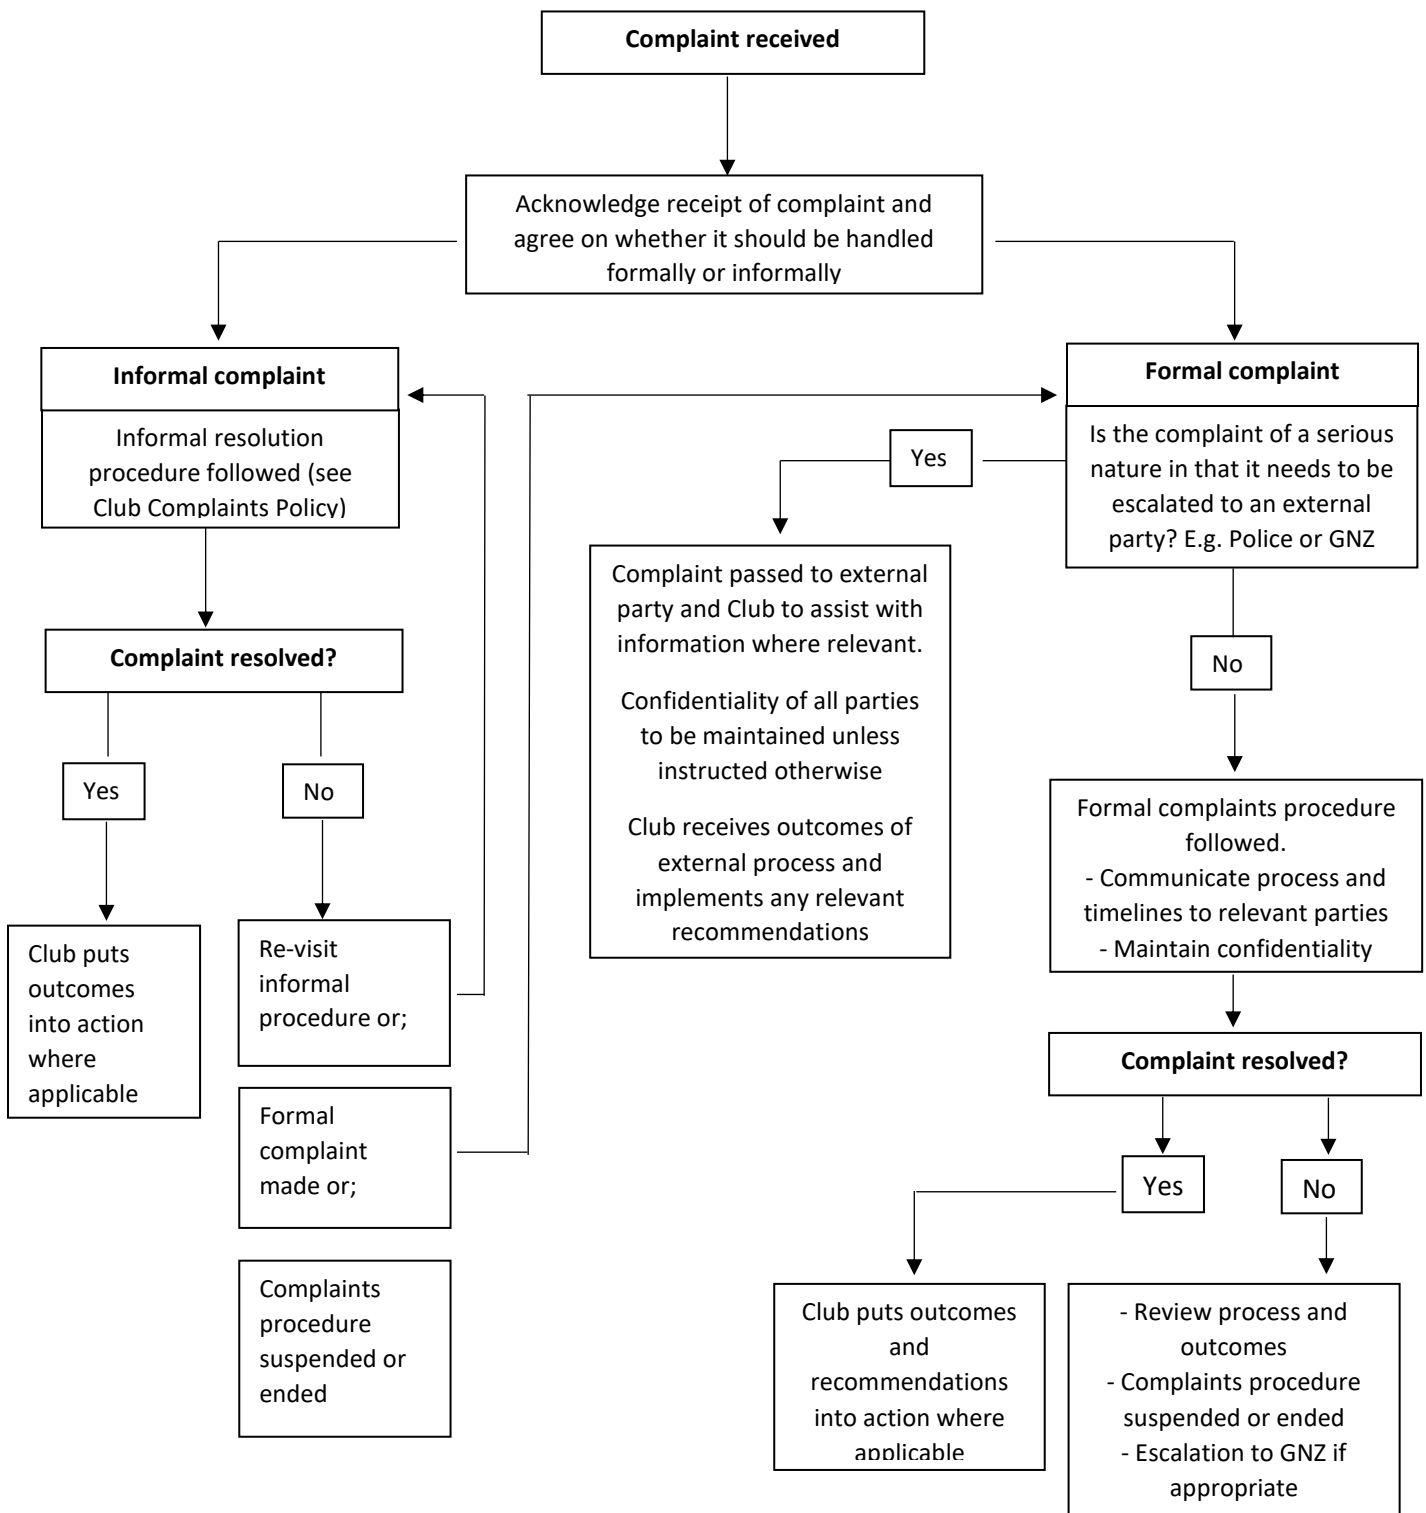 Complaint received
Acknowledge receipt of complaint and
agree on whether it should be handled
formally or informally
Informal complaint
Informal resolution
procedure followed (see
Club Complaints Policy)
Complaint resolved?
Yes
No
Club puts
outcomes
into action
where
applicable
Re-visit
informal
procedure or;
Formal
complaint
made or;
Complaints
procedure
suspended or
ended
Formal complaint
Is the complaint of a serious
nature in that it needs to be
escalated to an external
party? E.g. Police or GNZ
Yes
Complaint passed to external
party and Club to assist with
information where relevant.
Confidentiality of all parties
to be maintained unless
instructed otherwise
Club receives outcomes of
external process and
implements any relevant
recommendations
No
Formal complaints procedure
followed.
- Communicate process and
timelines to relevant parties
- Maintain confidentiality
Complaint resolved?
Yes
No
Club puts outcomes
and
recommendations
into action where
applicable
- Review process and
outcomes
- Complaints procedure
suspended or ended
- Escalation to GNZ if
appropriate